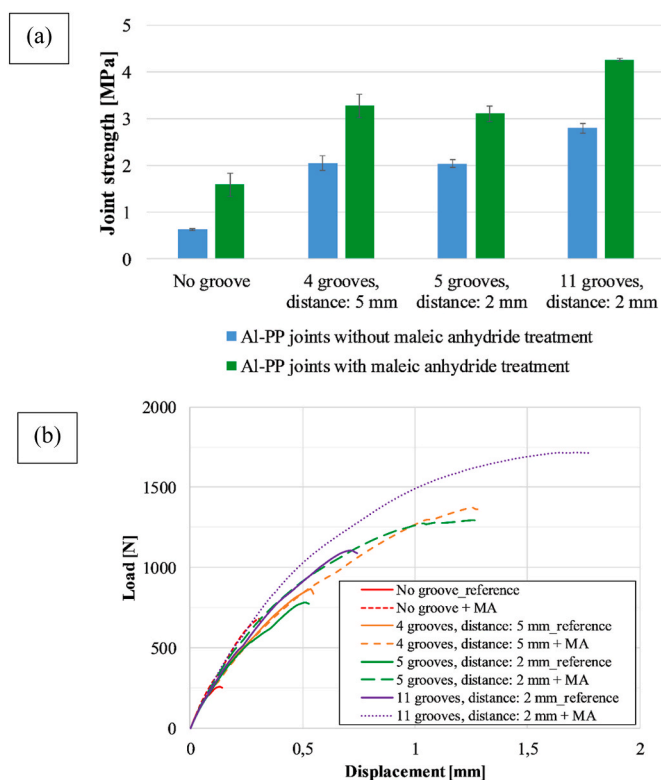 (a)
Joint strength [MPa]
5
4
3
2
1
0
No groove
4 grooves,
distance: 5 mm
5 grooves,
distance: 2 mm
11 grooves,
distance: 2 mm
Al-PP joints without maleic anhydride treatment
Al-PP joints with maleic anhydride treatment
(b)
Load [N]
2000
1500
1000
500
0
No groove_reference
No groove + MA
4 grooves, distance: 5 mm_reference
4 grooves, distance: 5 mm + MA
5 grooves, distance: 2 mm_reference
5 grooves, distance: 2 mm + MA
11 grooves, distance: 2 mm_reference
11 grooves, distance: 2 mm + MA
0
0,5
1
1,5
2
Displacement [mm]